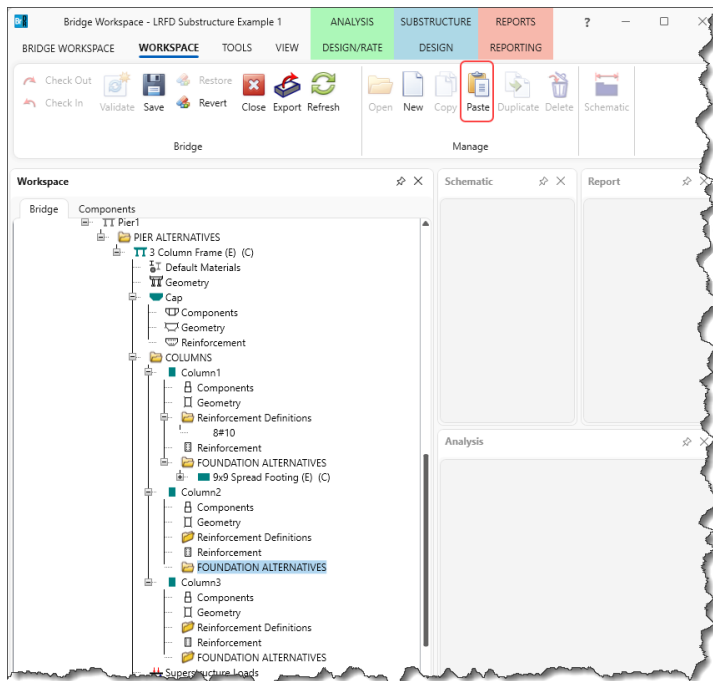 Br Bridge Workspace - LRFD Substructure Example 1 ANALYSIS SUBSTRUCTURE REPORTS ?
BRIDGE WORKSPACE WORKSPACE TOOLS VIEW DESIGN/RATE DESIGN REPORTING
Check Out Restore
Check In Validate Save Revert Close Export Refresh Open New Copy Paste Duplicate Delete Schematic
Bridge Manage
Workspace Schematic Report
Bridge Components
Pier1
PIER ALTERNATIVES
3 Column Frame (E) (C)
Default Materials
Geometry
Cap
Components
Geometry
Reinforcement
COLUMNS
Column1
Components
Geometry
Reinforcement Definitions
8#10
Reinforcement
FOUNDATION ALTERNATIVES
9x9 Spread Footing (E) (C)
Column2
Components
Geometry
Reinforcement Definitions
Reinforcement
FOUNDATION ALTERNATIVES
Column3
Components
Geometry
Reinforcement Definitions
Reinforcement
FOUNDATION ALTERNATIVES
Superstructure Loads
Analysis